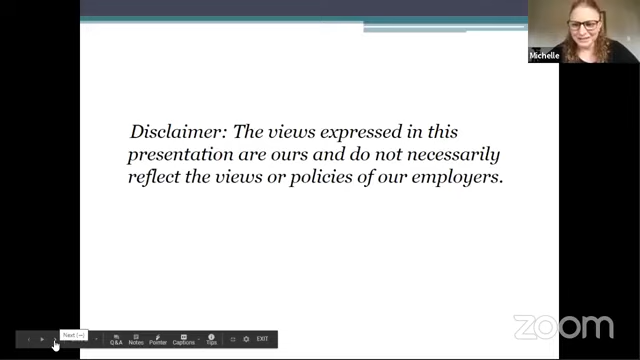 Michelle
Disclaimer: The views expressed in this
presentation are ours and do not necessarily
reflect the views or policies of our employers.
Next (→)
Q&A Notes Pointer Captions Tips EXIT
zoom